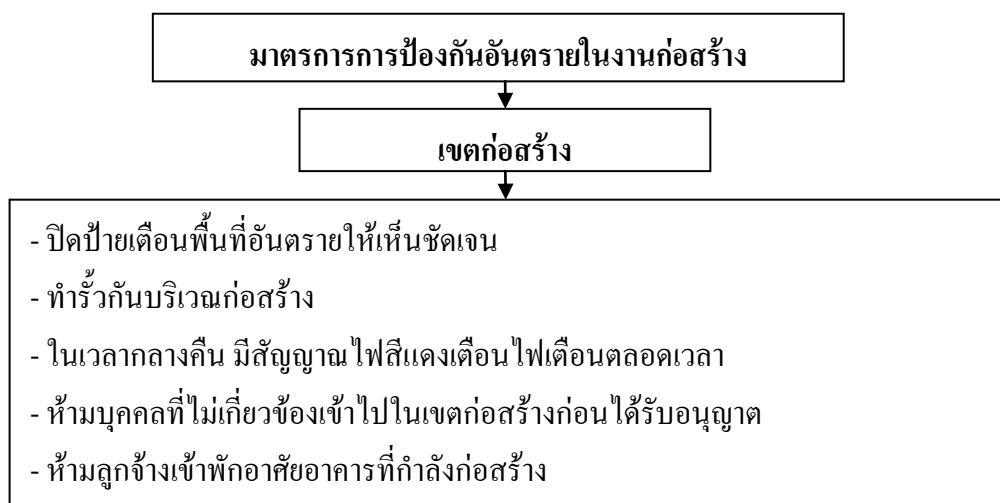 มาตรการการป้องกันอันตรายในงานก่อสร้าง
เขตก่อสร้าง
- ปิดป้ายเตือนพื้นที่อันตรายให้เห็นชัดเจน
- ทำรั้วกันบริเวณก่อสร้าง
- ในเวลากลางคืน มีสัญญาณไฟสีแดงเตือนไฟเตือนตลอดเวลา
- ห้ามบุคคลที่ไม่เกี่ยวข้องเข้าไปในเขตก่อสร้างก่อนได้รับอนุญาต
- ห้ามลูกจ้างเข้าพักอาศัยอาคารที่กำลังก่อสร้าง